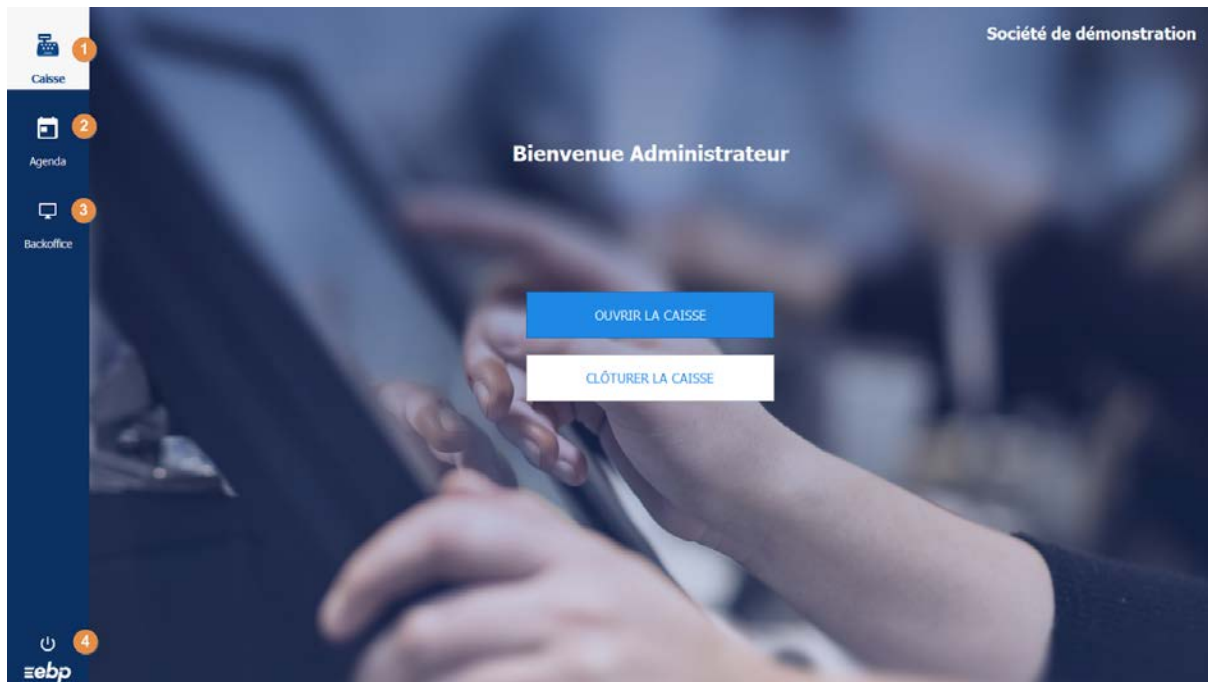 1
Caisse
2
Agenda
3
Backoffice
4
ebp
Société de démonstration
Bienvenue Administrateur
OUVRIR LA CAISSE
CLÔTURER LA CAISSE